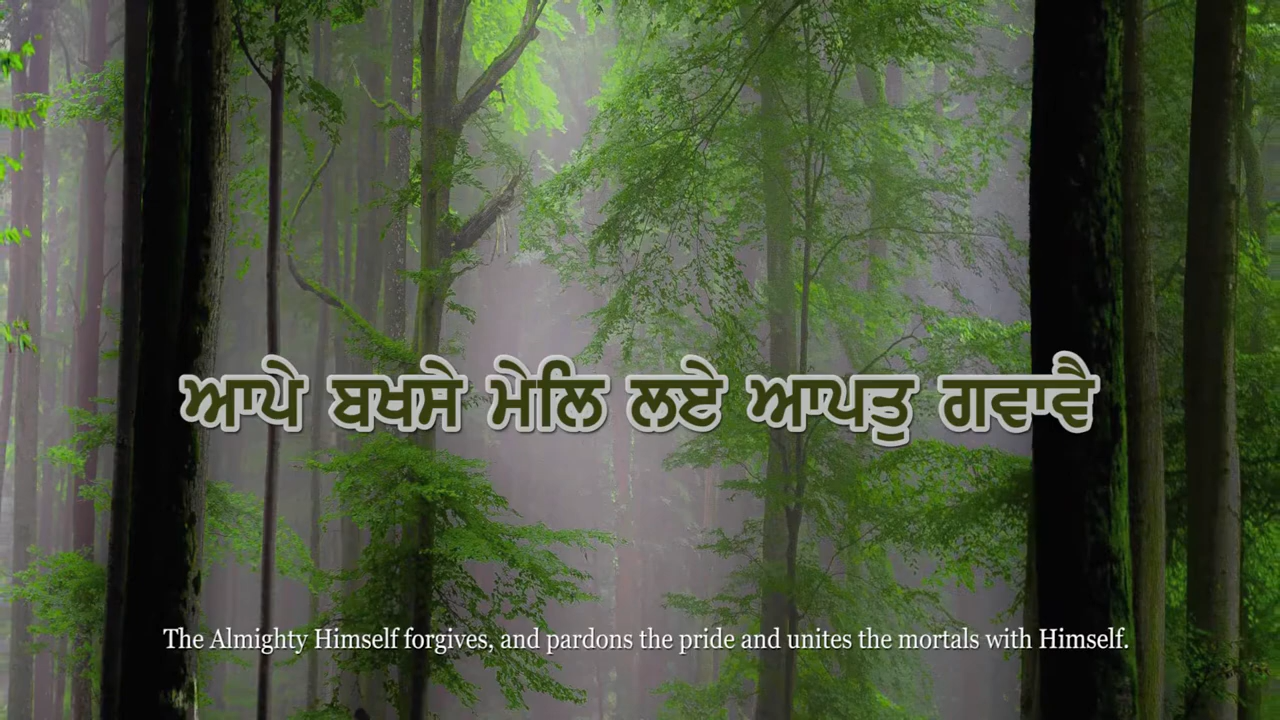 ਆਪੇ ਬਖਸੇ ਮੇਲਿ ਲਏ ਆਪਤੁ ਗਵਾਵੈ
The Almighty Himself forgives, and pardons the pride and unites the mortals with Himself.